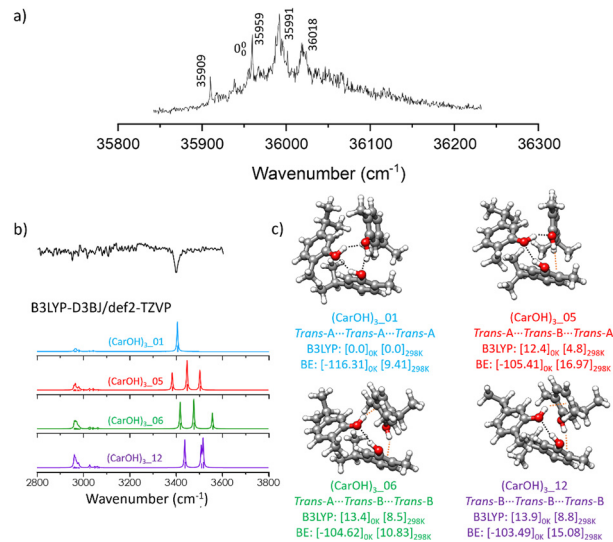 a)
35909
0⁰₀
35959
35991
36018
35800 35900 36000 36100 36200 36300
Wavenumber (cm⁻¹)
b)
B3LYP-D3BJ/def2-TZVP
(CarOH)₃_01
(CarOH)₃_05
(CarOH)₃_06
(CarOH)₃_12
2800 3000 3200 3400 3600 3800
Wavenumber (cm⁻¹)
c)
(CarOH)₃_01
Trans-A···Trans-A···Trans-A
B3LYP: [0.0]₀ₖ [0.0]₂₉₈ₖ
BE: [-116.31]₀ₖ [9.41]₂₉₈ₖ
(CarOH)₃_05
Trans-A···Trans-B···Trans-A
B3LYP: [12.4]₀ₖ [4.8]₂₉₈ₖ
BE: [-105.41]₀ₖ [16.97]₂₉₈ₖ
(CarOH)₃_06
Trans-A···Trans-B···Trans-B
B3LYP: [13.4]₀ₖ [8.5]₂₉₈ₖ
BE: [-104.62]₀ₖ [10.83]₂₉₈ₖ
(CarOH)₃_12
Trans-B···Trans-B···Trans-B
B3LYP: [13.9]₀ₖ [8.8]₂₉₈ₖ
BE: [-103.49]₀ₖ [15.08]₂₉₈ₖ